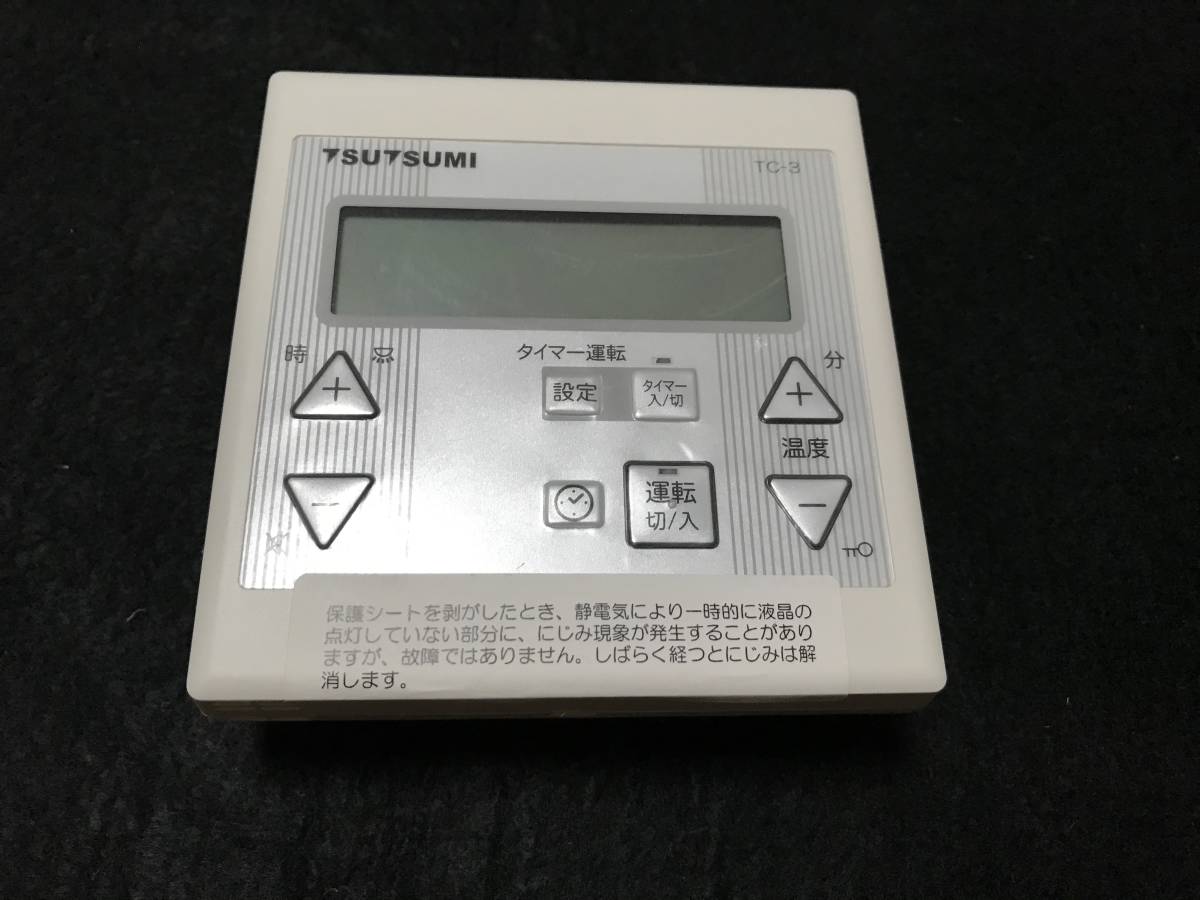 TSUTSUMI
TC-3
時
タイマー運転
分
+
設定
タイマー
入/切
+
温度
-
運転
切/入
-
保護シートを剥がしたとき、静電気により一時的に液晶の
点灯していない部分に、にじみ現象が発生することがあり
ますが、故障ではありません。しばらく経つとにじみは解
消します。